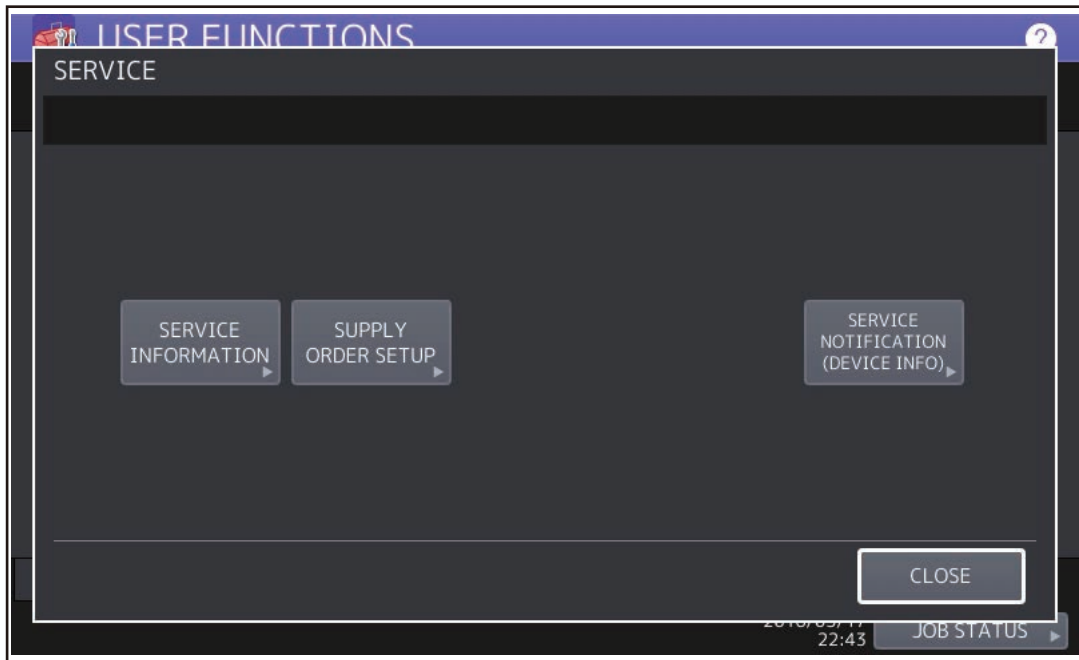 USER FUNCTIONS
?
SERVICE
SERVICE
INFORMATION
SUPPLY
ORDER SETUP
SERVICE
NOTIFICATION
(DEVICE INFO)
CLOSE
22:43
JOB STATUS